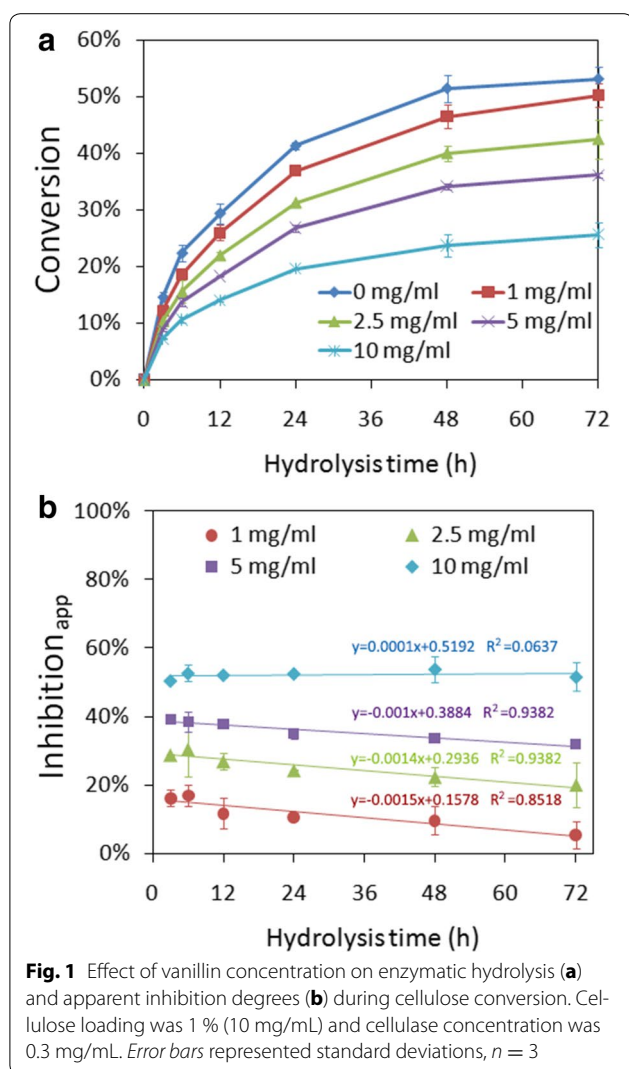 a
60%
50%
40%
30%
20%
10%
0%
Conversion
0 mg/ml 1 mg/ml
2.5 mg/ml 5 mg/ml
10 mg/ml
0 12 24 36 48 60 72
Hydrolysis time (h)
b
100%
80%
60%
40%
20%
0%
Inhibitionapp
1 mg/ml 2.5 mg/ml
5 mg/ml 10 mg/ml
y=0.0001x+0.5192 R²=0.0637
y=-0.001x+0.3884 R²=0.9382
y=-0.0014x+0.2936 R²=0.9382
y=-0.0015x+0.1578 R²=0.8518
0 12 24 36 48 60 72
Hydrolysis time (h)
Fig. 1 Effect of vanillin concentration on enzymatic hydrolysis (a)
and apparent inhibition degrees (b) during cellulose conversion. Cel-
lulose loading was 1 % (10 mg/mL) and cellulase concentration was
0.3 mg/mL. Error bars represented standard deviations, n = 3